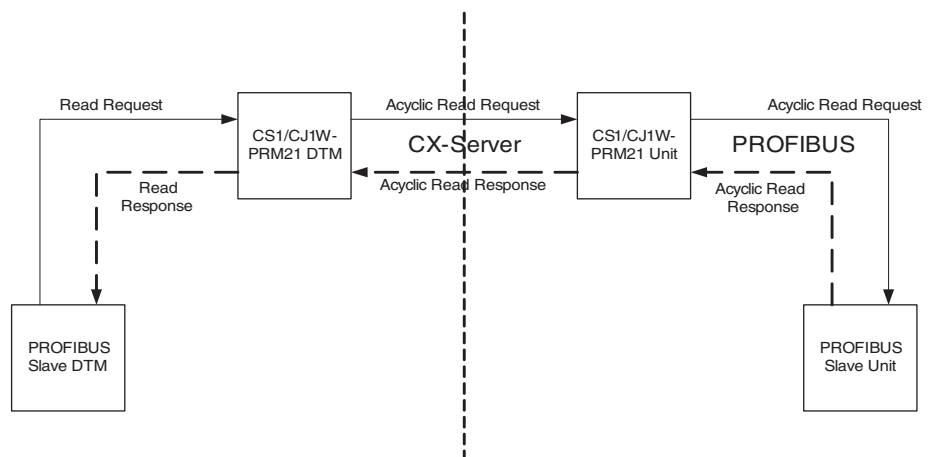 Read Request
Acyclic Read Request
Acyclic Read Request
CS1/CJ1W-
PRM21 DTM
CX-Server
CS1/CJ1W-
PRM21 Unit
PROFIBUS
Read
Response
Acyclic Read Response
Acyclic Read
Response
PROFIBUS
Slave DTM
PROFIBUS
Slave Unit